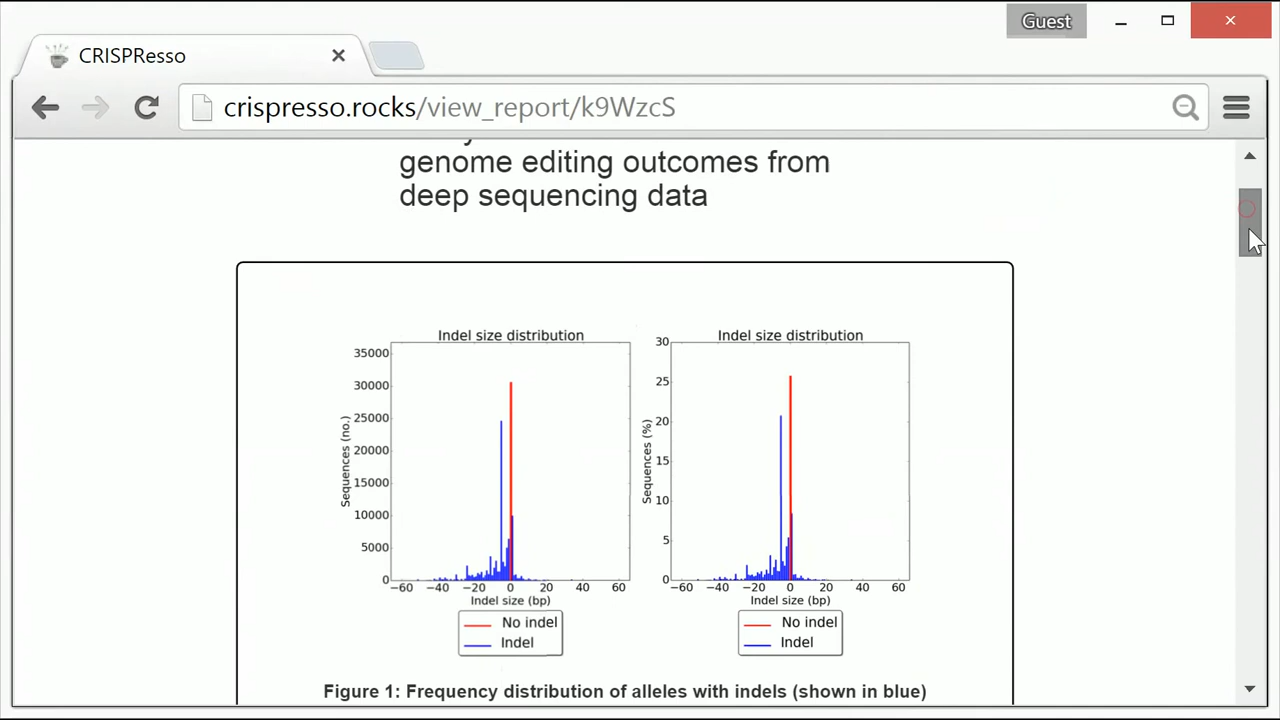 Guest
CRISPResso
crispresso.rocks/view_report/k9WzcS
genome editing outcomes from
deep sequencing data
Indel size distribution
35000
30000
25000
20000
15000
10000
5000
0
Sequences (no.)
−60 −40 −20 0 20 40 60
Indel size (bp)
No indel
Indel
Indel size distribution
30
25
20
15
10
5
0
Sequences (%)
−60 −40 −20 0 20 40 60
Indel size (bp)
No indel
Indel
Figure 1: Frequency distribution of alleles with indels (shown in blue)